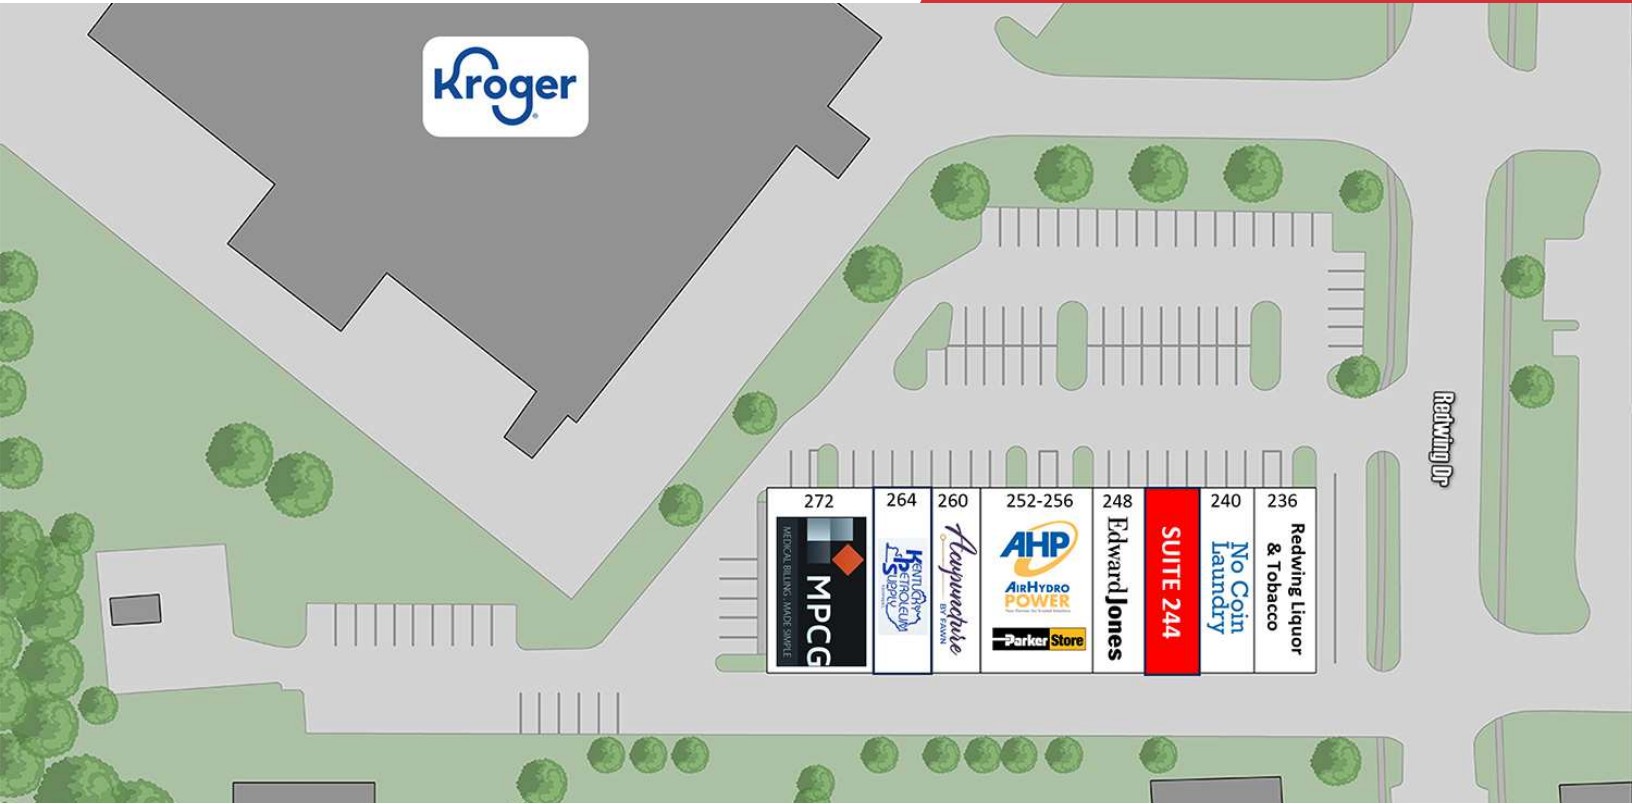 Kroger
Redwing Dr
272
264
260
252-256
248
240
236
MPCG
MEDICAL BILLING. MADE SIMPLE
KENTUCKY
PETROLEUM
SUPPLY
Acupuncture
BY FAWN
AHP
AIRHYDRO
POWER
Parker Store
Edward Jones
SUITE 244
No Coin
Laundry
Redwing Liquor
& Tobacco